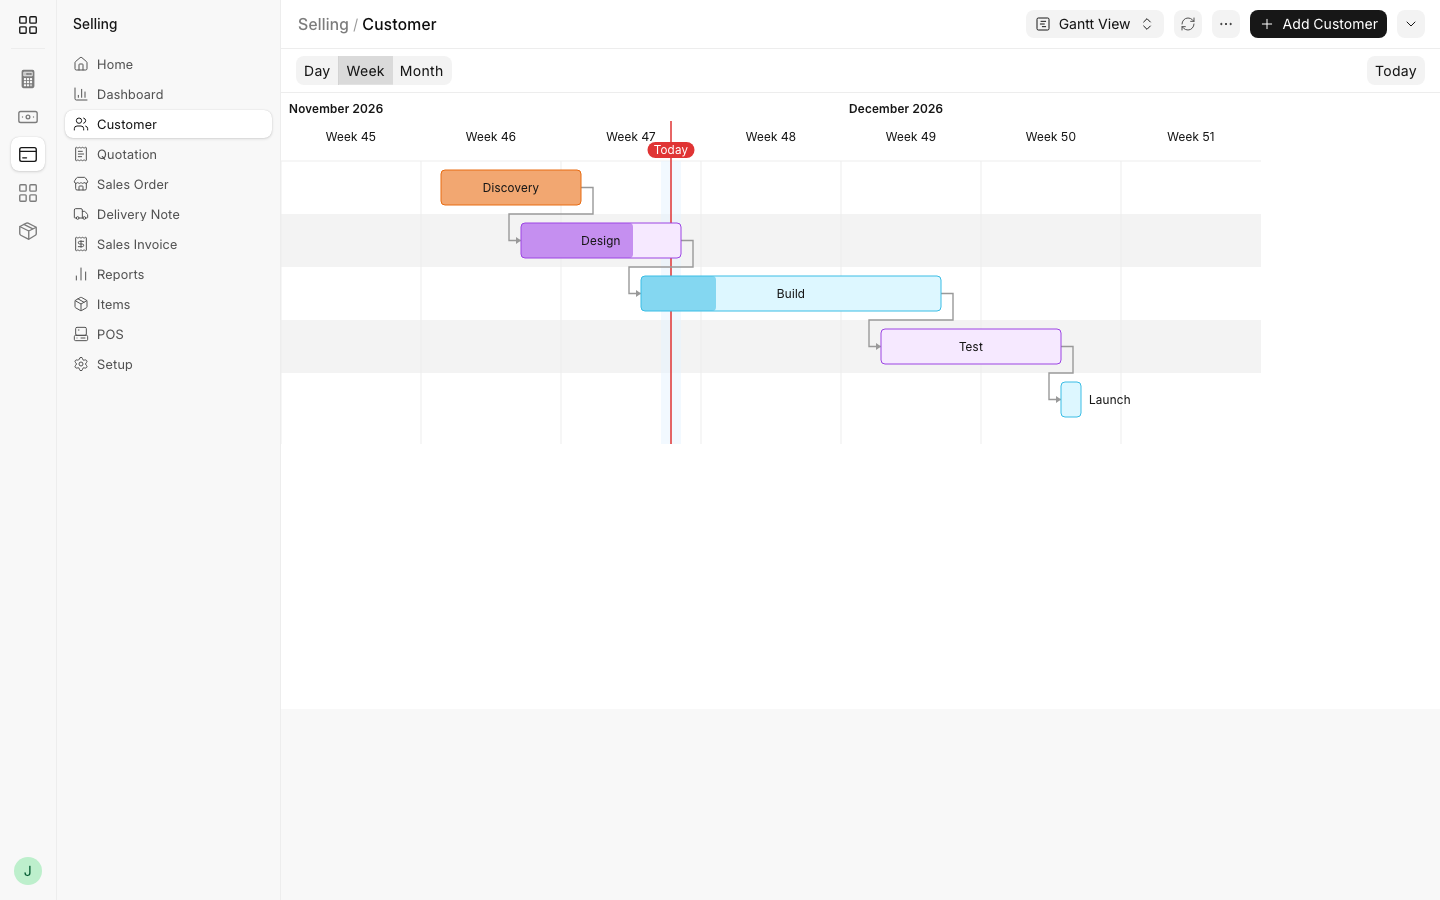 Selling
Home
Dashboard
Customer
Quotation
Sales Order
Delivery Note
Sales Invoice
Reports
Items
POS
Setup
J
Selling / Customer
Gantt View
Add Customer
Day Week Month
Today
November 2026 December 2026
Week 45 Week 46 Week 47 Week 48 Week 49 Week 50 Week 51
Today
Discovery
Design
Build
Test
Launch